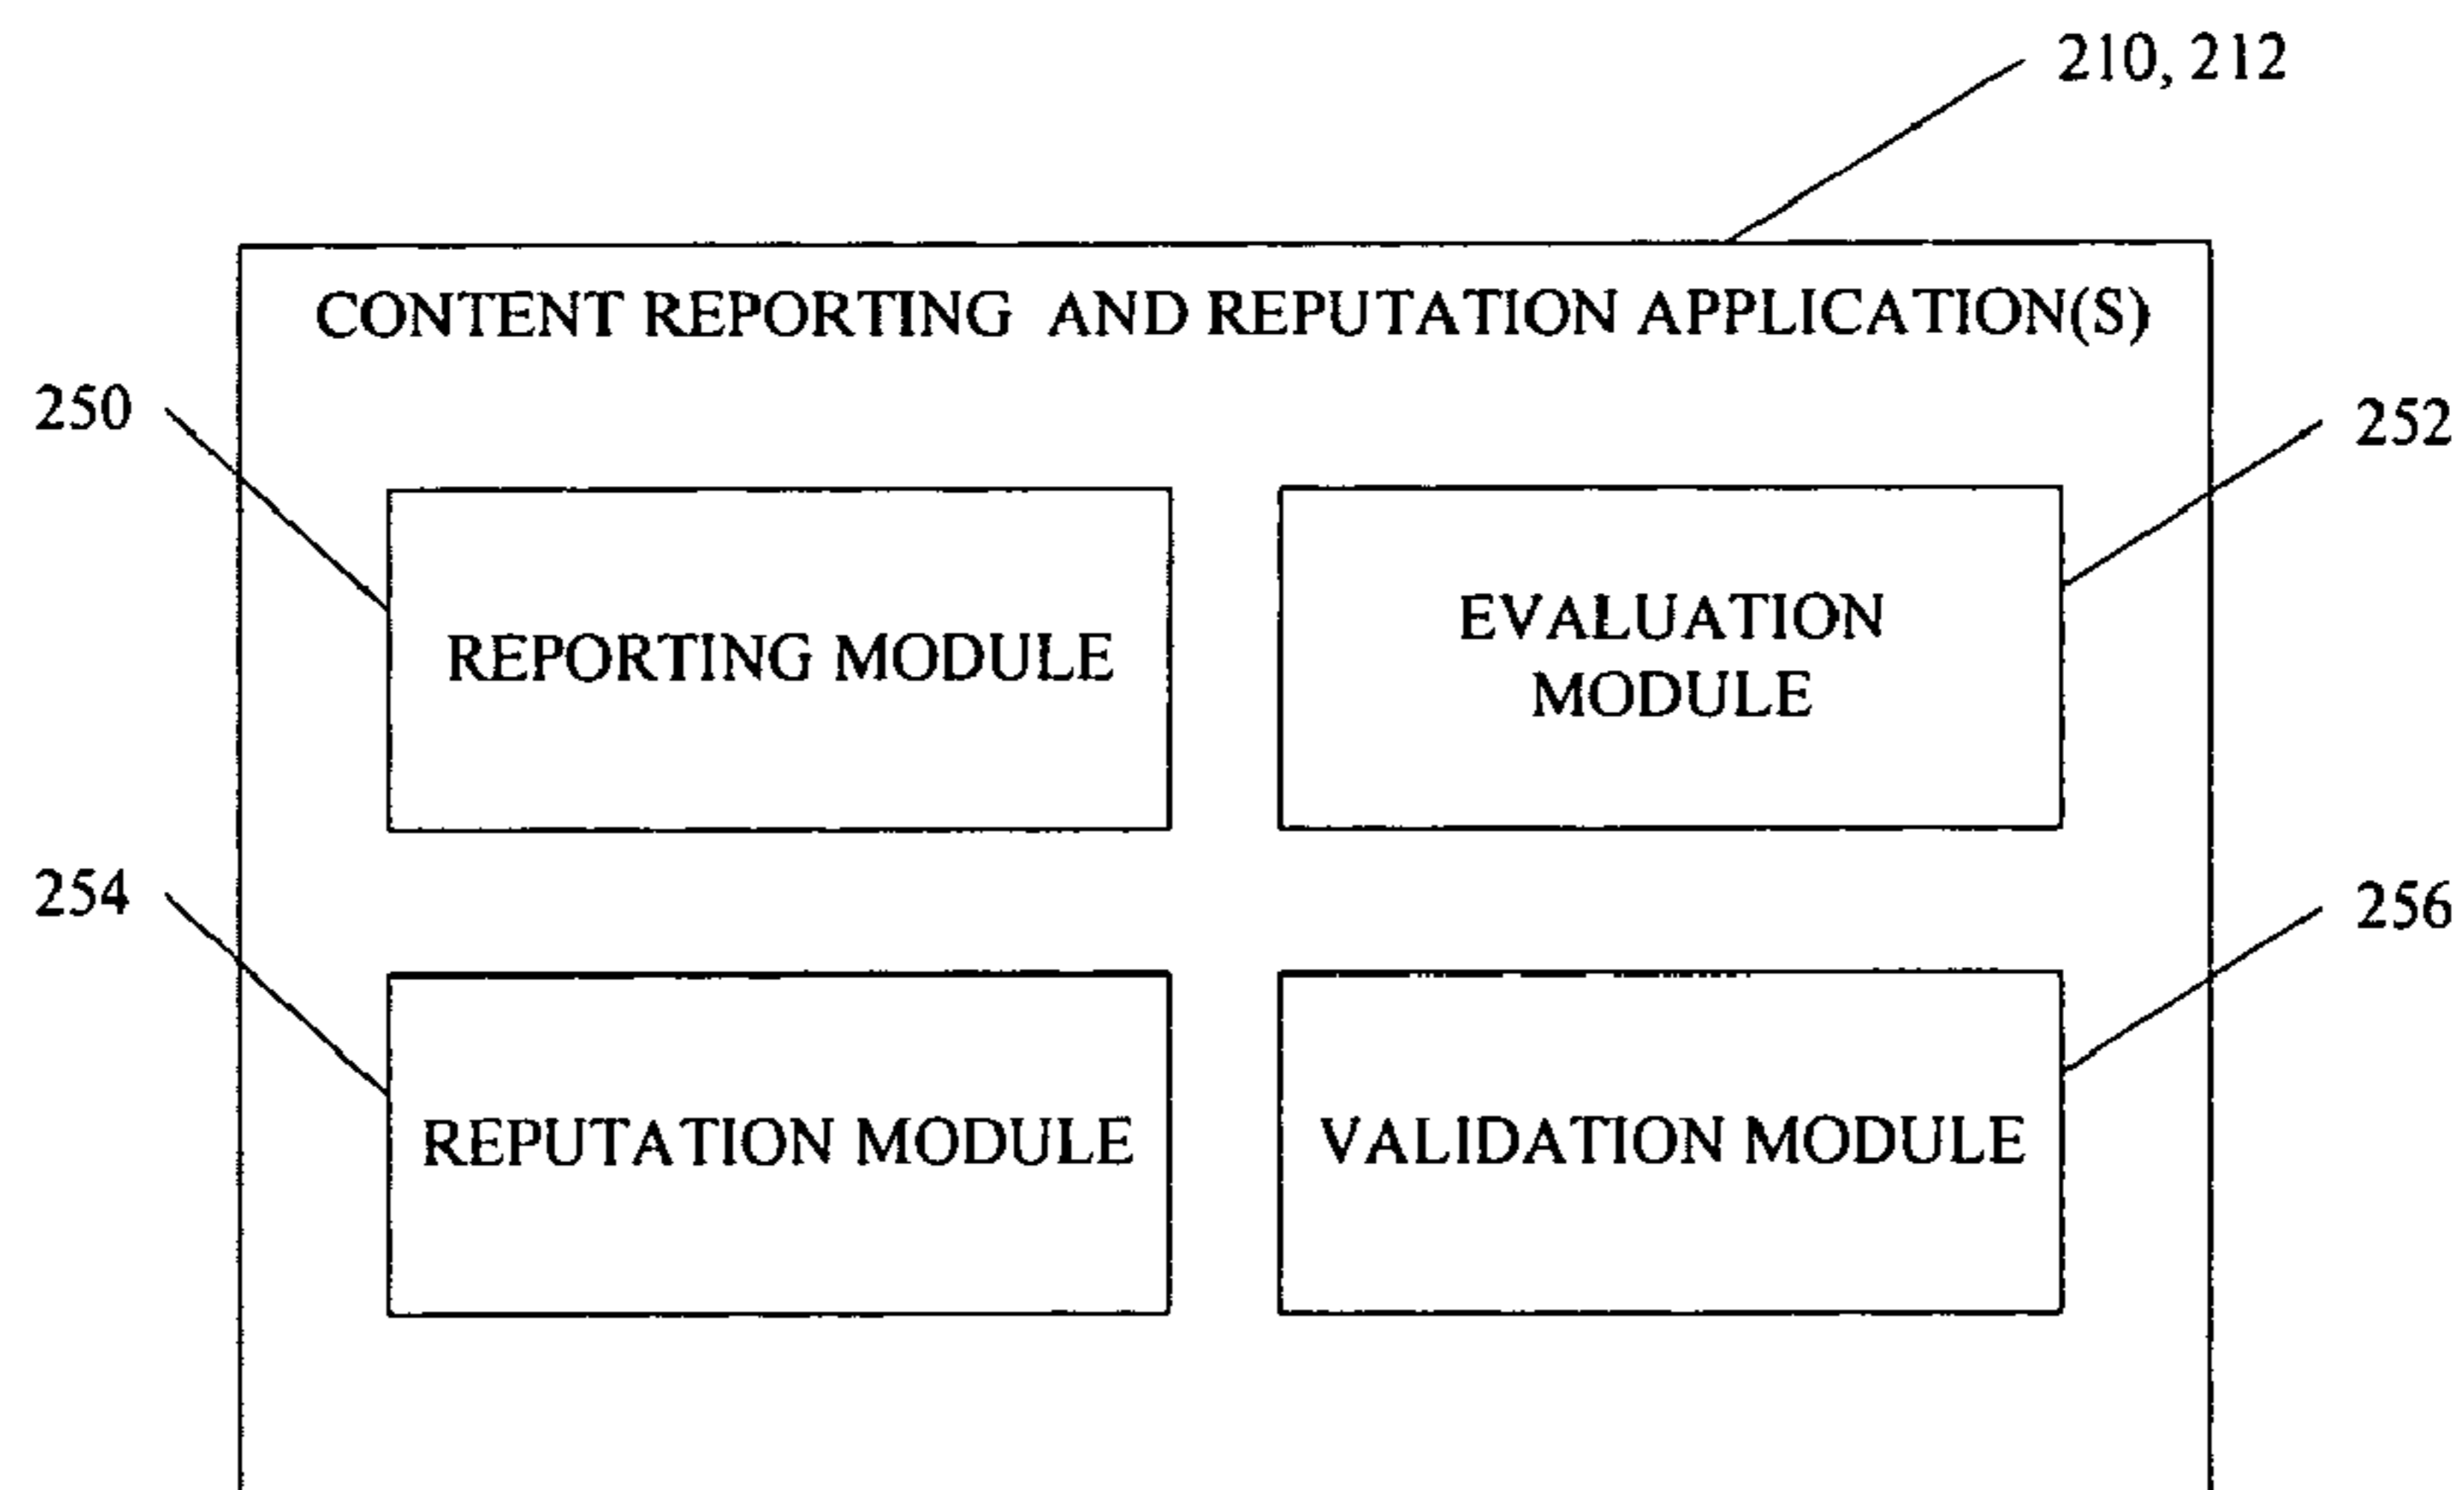 210, 212
CONTENT REPORTING AND REPUTATION APPLICATION(S)
250
252
REPORTING MODULE
EVALUATION
MODULE
254
256
REPUTATION MODULE
VALIDATION MODULE